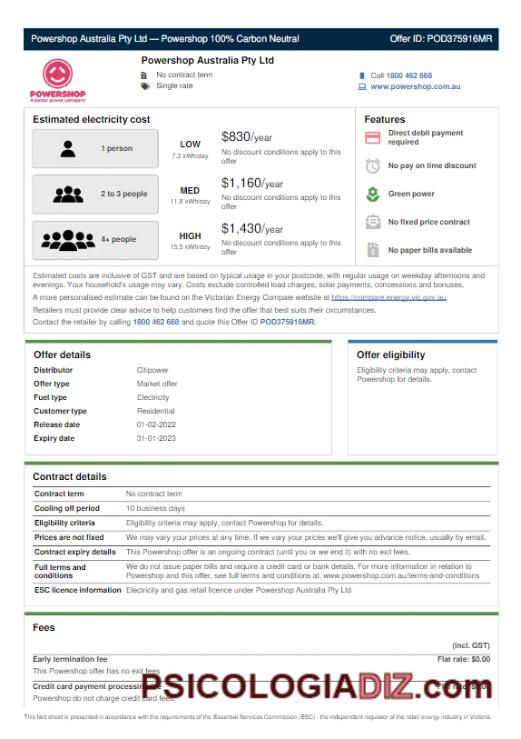 Powershop Australia Pty Ltd — Powershop 100% Carbon Neutral Offer ID: POD375916MR
POWERSHOP
A better power company
Powershop Australia Pty Ltd
No contract term
Single rate
Call 1800 462 668
www.powershop.com.au
Estimated electricity cost
1 person
LOW
7.2 kWh/day
$830/year
No discount conditions apply to this
offer
2 to 3 people
MED
11.8 kWh/day
$1,160/year
No discount conditions apply to this
offer
4+ people
HIGH
15.5 kWh/day
$1,430/year
No discount conditions apply to this
offer
Features
Direct debit payment
required
No pay on time discount
Green power
No fixed price contract
No paper bills available
Estimated costs are inclusive of GST and are based on typical usage in your postcode, with regular usage on weekday afternoons and
evenings. Your household's usage may vary. Costs exclude controlled load charges, solar payments, concessions and bonuses.
A more personalised estimate can be found on the Victorian Energy Compare website at https://compare.energy.vic.gov.au.
Retailers must provide clear advice to help customers find the offer that best suits their circumstances.
Contact the retailer by calling 1800 462 668 and quote this Offer ID POD375916MR.
Offer details
Distributor Citipower
Offer type Market offer
Fuel type Electricity
Customer type Residential
Release date 01-02-2022
Expiry date 31-01-2023
Offer eligibility
Eligibility criteria may apply, contact
Powershop for details.
Contract details
Contract term No contract term
Cooling off period 10 business days
Eligibility criteria Eligibility criteria may apply, contact Powershop for details.
Prices are not fixed We may vary your prices at any time. If we vary your prices we'll give you advance notice, usually by email.
Contract expiry details This Powershop offer is an ongoing contract (until you or we end it) with no exit fees.
Full terms and
conditions
We do not issue paper bills and require a credit card or bank details. For more information in relation to
Powershop and this offer, see full terms and conditions at: www.powershop.com.au/terms-and-conditions
ESC licence information Electricity and gas retail licence under Powershop Australia Pty Ltd
Fees
(incl. GST)
Early termination fee Flat rate: $0.00
This Powershop offer has no exit fees
Credit card payment processing fee
Powershop do not charge credit card fees.
PSICOLOGIADIZ.com
This fact sheet is presented in accordance with the requirements of the Essential Services Commission (ESC) - the independent regulator of the retail energy industry in Victoria.